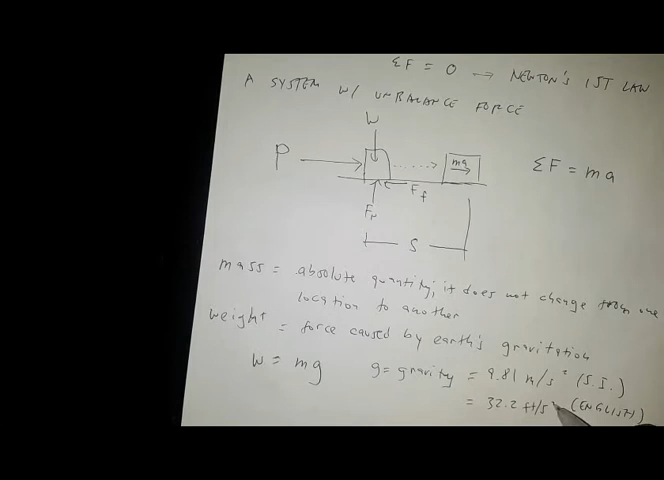 ΣF = 0 → NEWTON'S 1ST LAW
A SYSTEM W/ UNBALANCE FORCE
W
P
ma
ΣF = ma
Ff
S
mass = absolute quantity; it does not change from one
location to another
weight = force caused by earth's gravitation
W = mg g = gravity = 9.81 m/s² (S.I.)
= 32.2 ft/s² (ENGLISH)